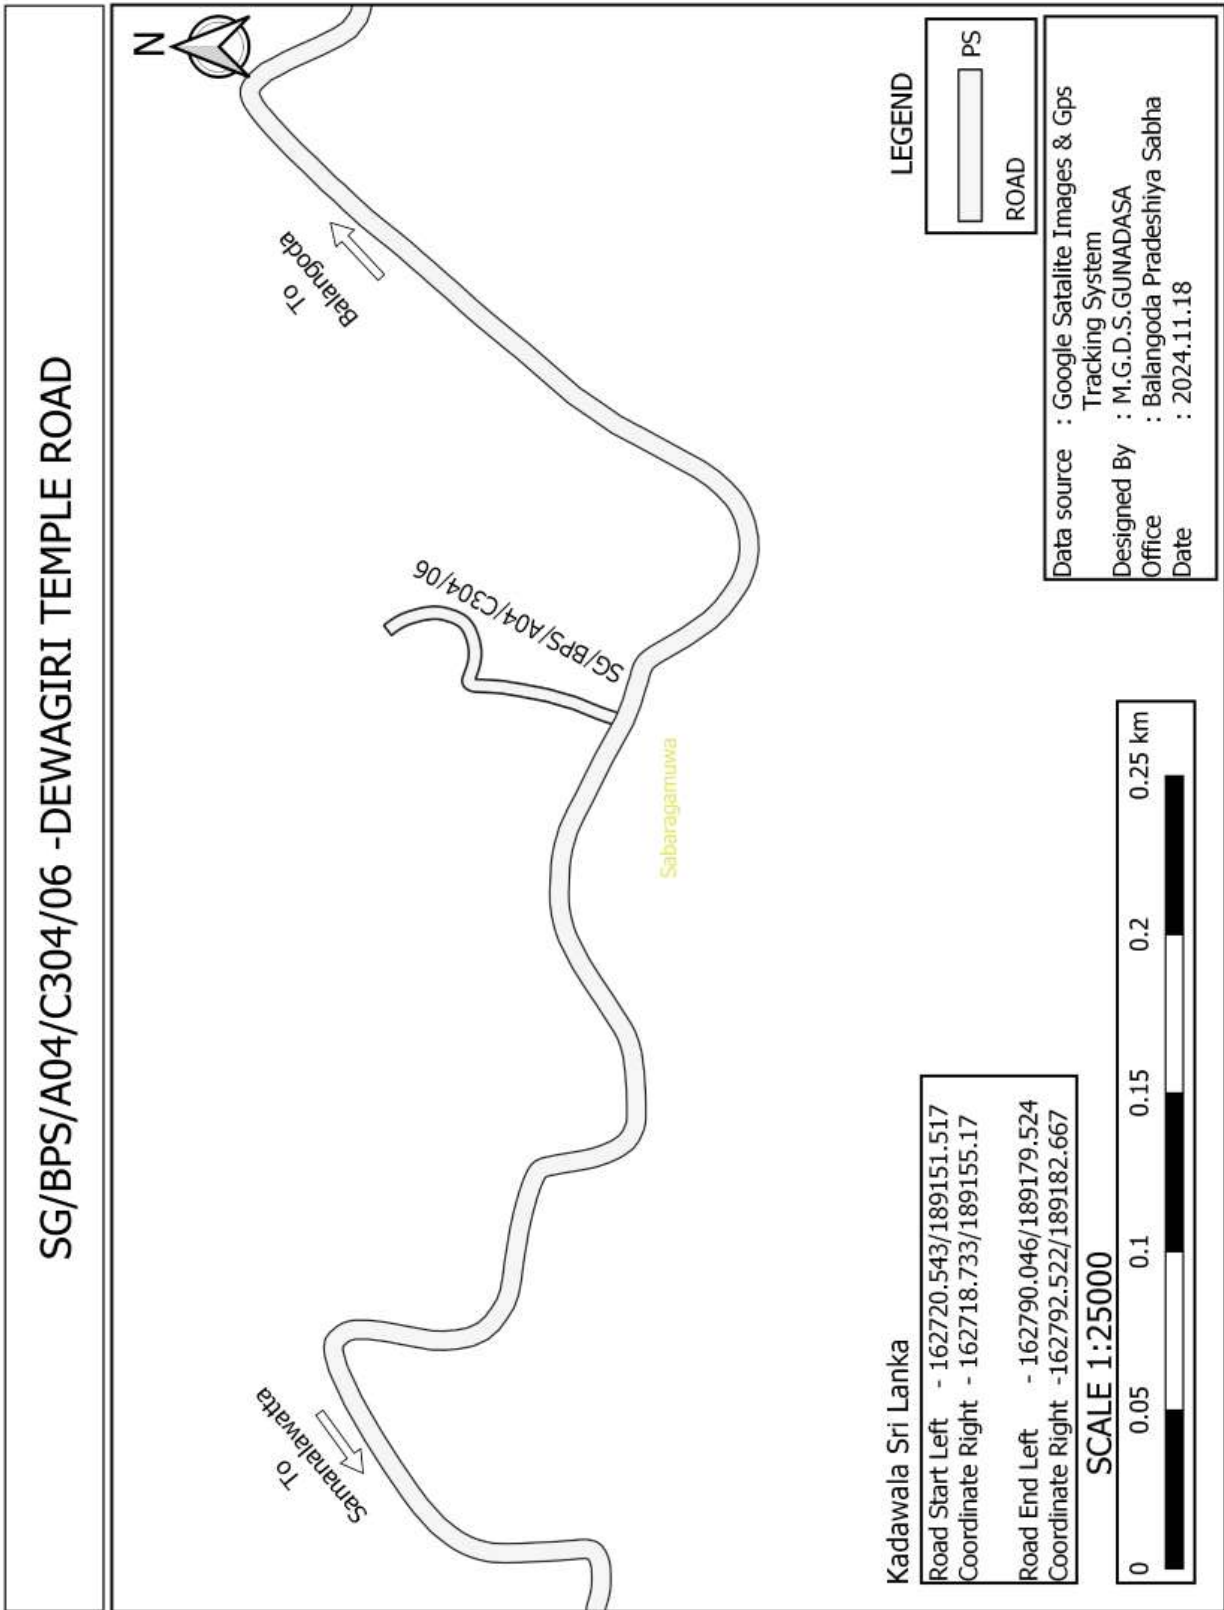 SG/BPS/A04/C304/06 -DEWAGIRI TEMPLE ROAD
N
To
Balangoda
To
Samanalawatta
SG/BPS/A04/C304/06
Sabaragamuwa
LEGEND
PS
ROAD
Kadawala Sri Lanka
Road Start Left - 162720.543/189151.517
Coordinate Right - 162718.733/189155.17
Road End Left - 162790.046/189179.524
Coordinate Right -162792.522/189182.667
SCALE 1:25000
0 0.05 0.1 0.15 0.2 0.25 km
Data source : Google Satalite Images & Gps
Tracking System
Designed By : M.G.D.S.GUNADASA
Office : Balangoda Pradeshiya Sabha
Date : 2024.11.18